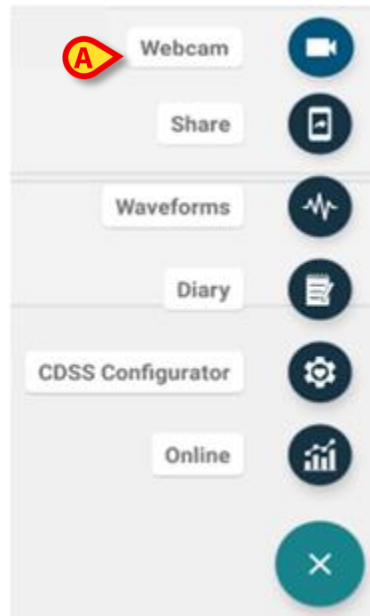 A
Webcam
Share
Waveforms
Diary
CDSS Configurator
Online